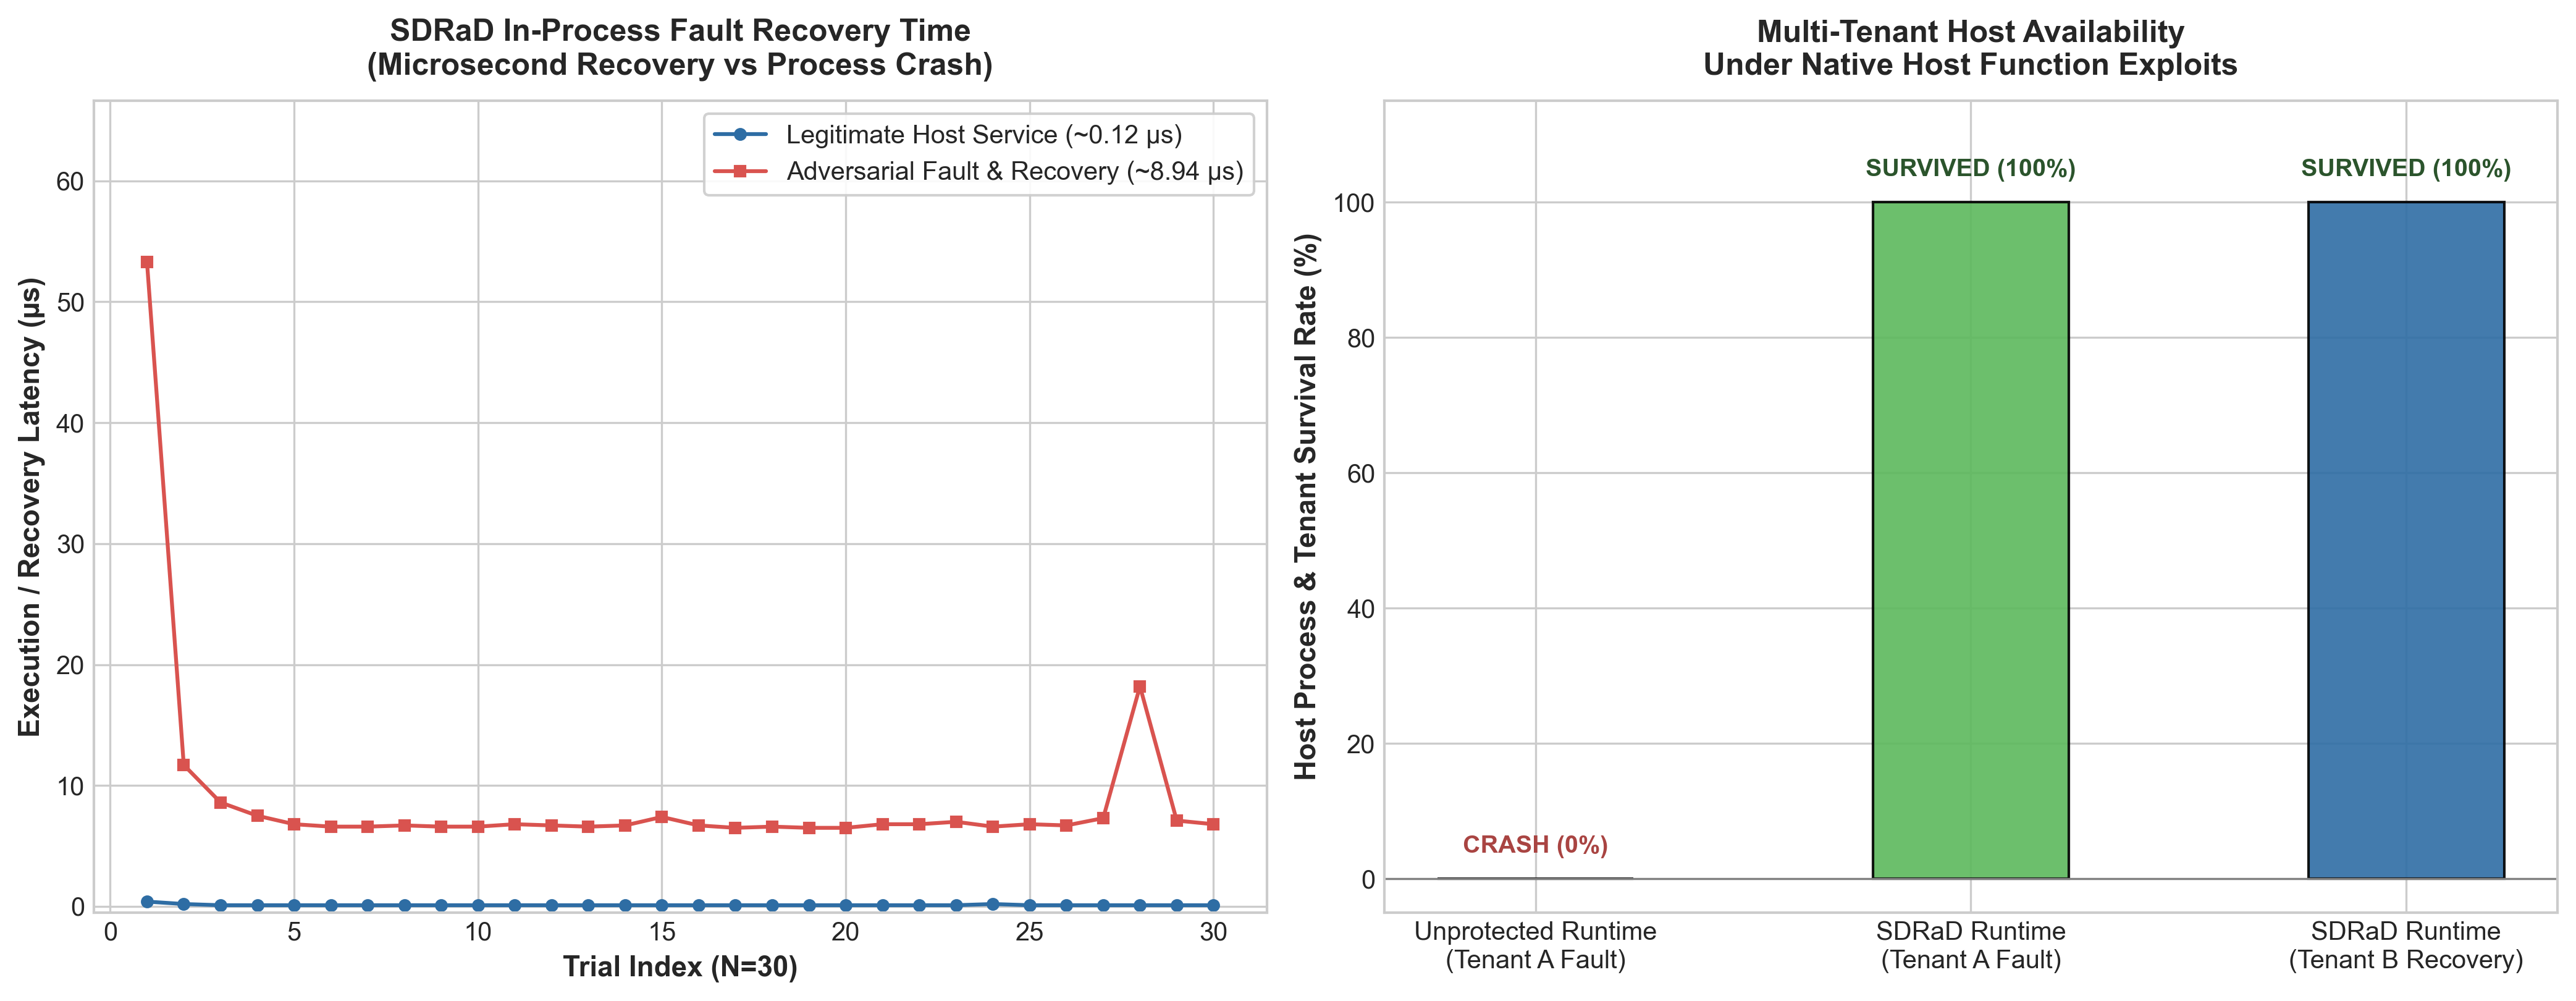 SDRaD In-Process Fault Recovery Time
(Microsecond Recovery vs Process Crash)
Execution / Recovery Latency (µs)
60
50
40
30
20
10
0
Legitimate Host Service (~0.12 µs)
Adversarial Fault & Recovery (~8.94 µs)
0 5 10 15 20 25 30
Trial Index (N=30)
Multi-Tenant Host Availability
Under Native Host Function Exploits
Host Process & Tenant Survival Rate (%)
100
80
60
40
20
0
CRASH (0%)
SURVIVED (100%)
SURVIVED (100%)
Unprotected Runtime
(Tenant A Fault)
SDRaD Runtime
(Tenant A Fault)
SDRaD Runtime
(Tenant B Recovery)